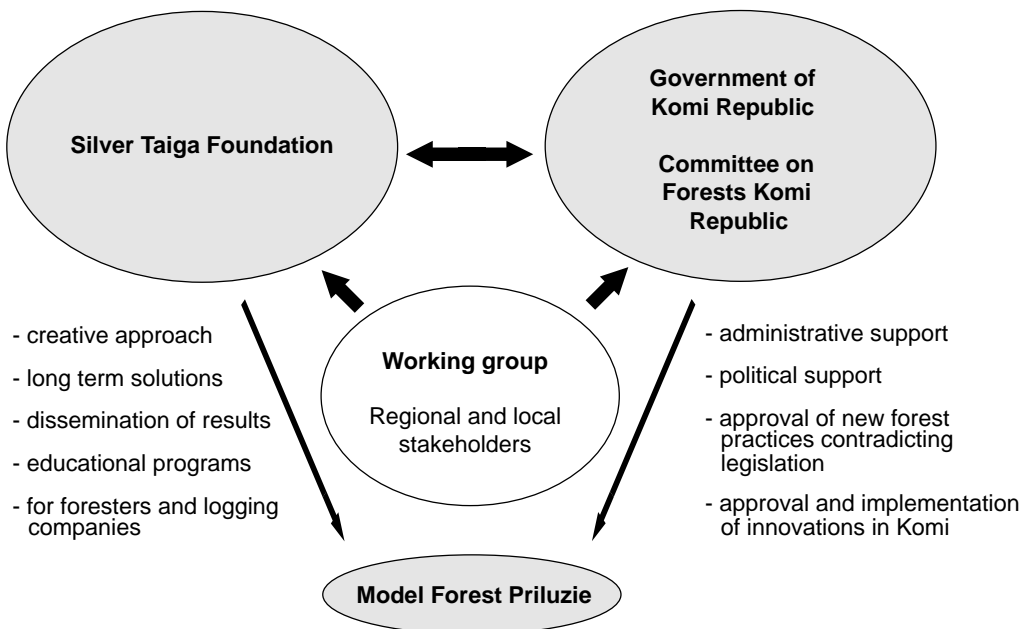 Silver Taiga Foundation
Government of
Komi Republic
Committee on
Forests Komi
Republic
Working group
Regional and local
stakeholders
- creative approach
- long term solutions
- dissemination of results
- educational programs
- for foresters and logging
companies
- administrative support
- political support
- approval of new forest
practices contradicting
legislation
- approval and implementation
of innovations in Komi
Model Forest Priluzie